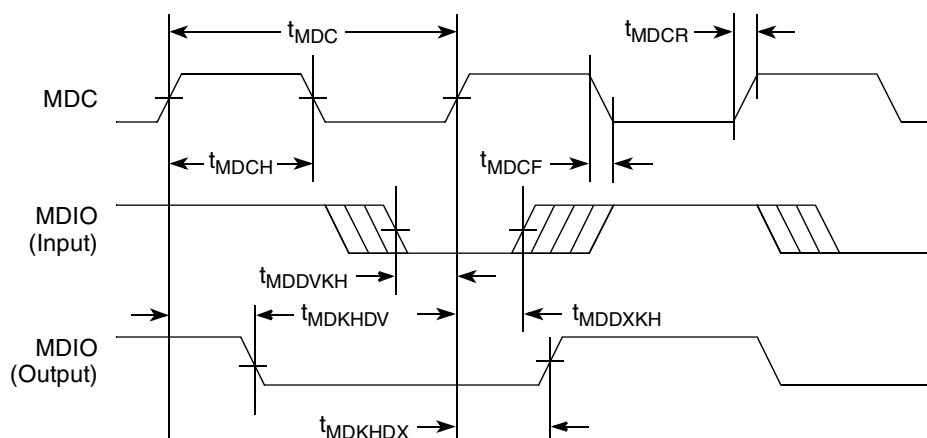 tMDC
tMDCR
MDC
tMDCH
tMDCF
MDIO
(Input)
tMDDVKH
tMDKHDV
tMDDXKH
MDIO
(Output)
tMDKHDX